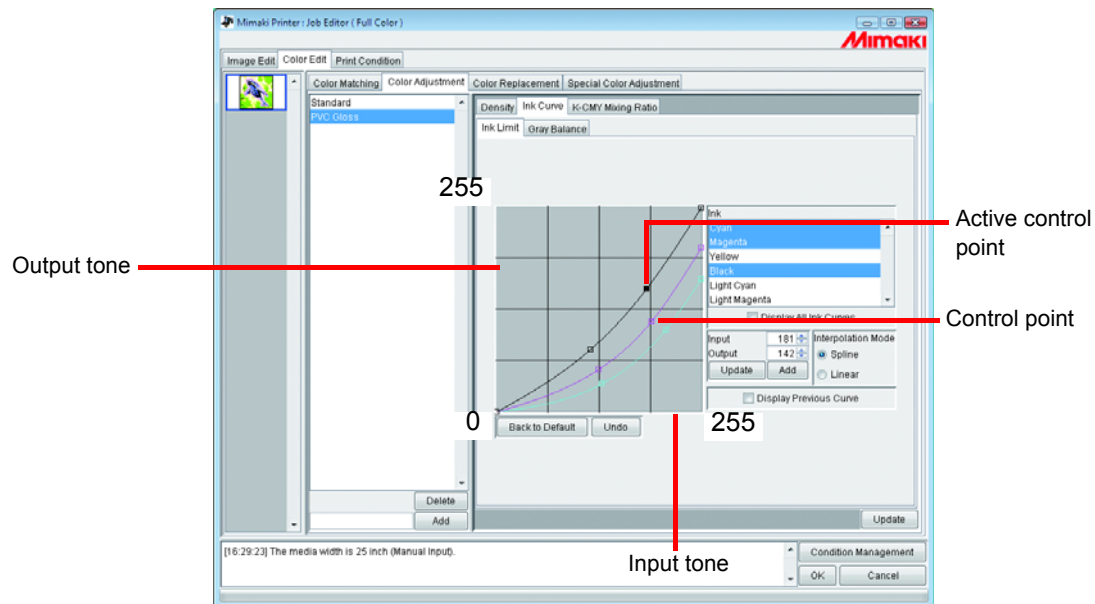 Mimaki Printer : Job Editor ( Full Color )
Mimaki
Image Edit Color Edit Print Condition
Color Matching Color Adjustment Color Replacement Special Color Adjustment
Standard
PVC Gloss
Density Ink Curve K-CMY Mixing Ratio
Ink Limit Gray Balance
255
Output tone
0
255
Input tone
Back to Default Undo
Ink
Cyan
Magenta
Yellow
Black
Light Cyan
Light Magenta
Display All Ink Curves
Input 181
Output 142
Update Add
Interpolation Mode
Spline
Linear
Display Previous Curve
Active control
point
Control point
Delete
Add
Update
[16:29:23] The media width is 25 inch (Manual Input).
Condition Management
OK Cancel